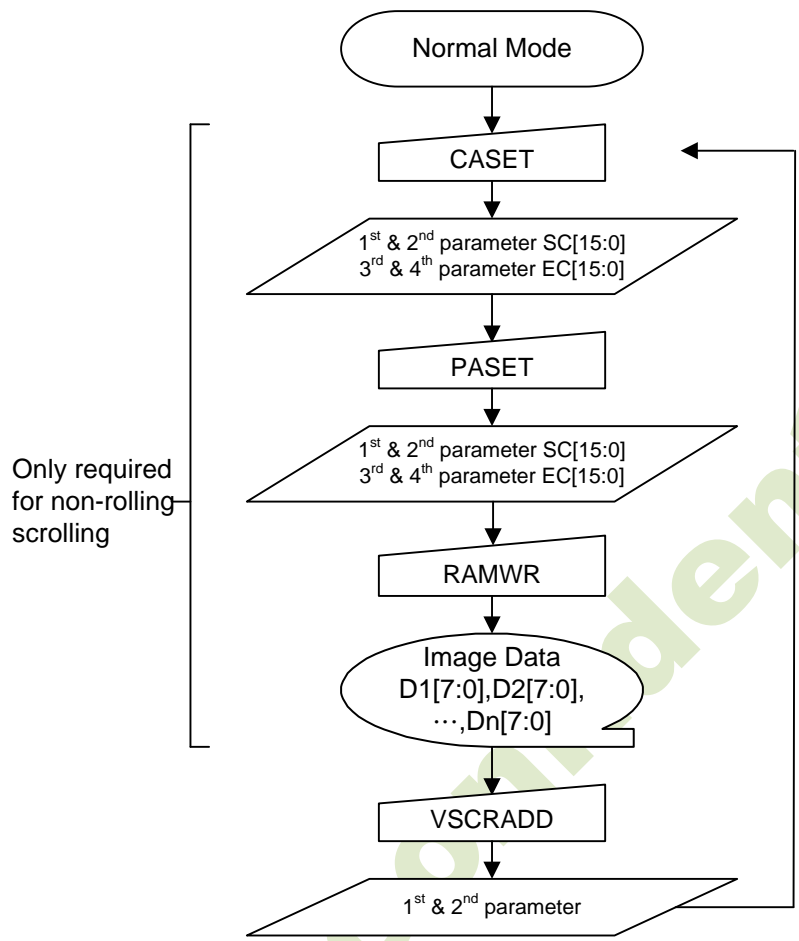 Normal Mode
CASET
1st & 2nd parameter SC[15:0]
3rd & 4th parameter EC[15:0]
PASET
1st & 2nd parameter SC[15:0]
3rd & 4th parameter EC[15:0]
Only required
for non-rolling
scrolling
RAMWR
Image Data
D1[7:0],D2[7:0],
⋯,Dn[7:0]
VSCRADD
1st & 2nd parameter